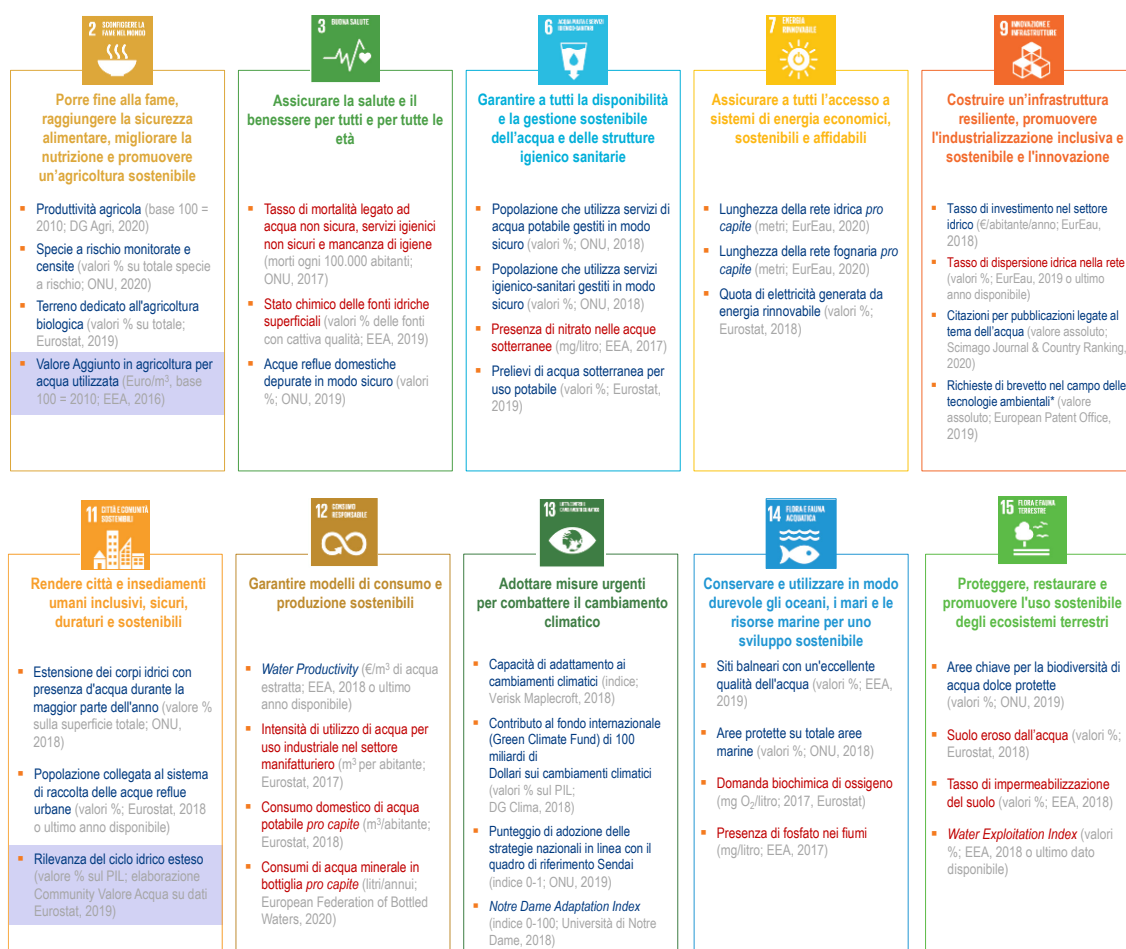 2 SCONFIGGERE LA
FAME NEL MONDO
Porre fine alla fame,
raggiungere la sicurezza
alimentare, migliorare la
nutrizione e promuovere
un'agricoltura sostenibile
▪ Produttività agricola (base 100 =
2010; DG Agri, 2020)
▪ Specie a rischio monitorate e
censite (valori % su totale specie
a rischio; ONU, 2020)
▪ Terreno dedicato all'agricoltura
biologica (valori % su totale;
Eurostat, 2019)
▪ Valore Aggiunto in agricoltura per
acqua utilizzata (Euro/m³, base
100 = 2010; EEA, 2016)
3 BUONA SALUTE
Assicurare la salute e il
benessere per tutti e per tutte le
età
▪ Tasso di mortalità legato ad
acqua non sicura, servizi igienici
non sicuri e mancanza di igiene
(morti ogni 100.000 abitanti;
ONU, 2017)
▪ Stato chimico delle fonti idriche
superficiali (valori % delle fonti
con cattiva qualità; EEA, 2019)
▪ Acque reflue domestiche
depurate in modo sicuro (valori
%; ONU, 2019)
6 ACQUA PULITA E SERVIZI
IGIENICO-SANITARI
Garantire a tutti la disponibilità
e la gestione sostenibile
dell'acqua e delle strutture
igienico sanitarie
▪ Popolazione che utilizza servizi di
acqua potabile gestiti in modo
sicuro (valori %; ONU, 2018)
▪ Popolazione che utilizza servizi
igienico-sanitari gestiti in modo
sicuro (valori %; ONU, 2018)
▪ Presenza di nitrato nelle acque
sotterranee (mg/litro; EEA, 2017)
▪ Prelievi di acqua sotterranea per
uso potabile (valori %; Eurostat,
2019)
7 ENERGIA
RINNOVABILE
Assicurare a tutti l'accesso a
sistemi di energia economici,
sostenibili e affidabili
▪ Lunghezza della rete idrica pro
capite (metri; EurEau, 2020)
▪ Lunghezza della rete fognaria pro
capite (metri; EurEau, 2020)
▪ Quota di elettricità generata da
energia rinnovabile (valori %;
Eurostat, 2018)
9 INNOVAZIONE E
INFRASTRUTTURE
Costruire un'infrastruttura
resiliente, promuovere
l'industrializzazione inclusiva e
sostenibile e l'innovazione
▪ Tasso di investimento nel settore
idrico (€/abitante/anno; EurEau,
2018)
▪ Tasso di dispersione idrica nella rete
(valori %; EurEau, 2019 o ultimo
anno disponibile)
▪ Citazioni per pubblicazioni legate al
tema dell'acqua (valore assoluto;
Scimago Journal & Country Ranking,
2020)
▪ Richieste di brevetto nel campo delle
tecnologie ambientali* (valore
assoluto; European Patent Office,
2019)
11 CITTÀ E COMUNITÀ
SOSTENIBILI
Rendere città e insediamenti
umani inclusivi, sicuri,
duraturi e sostenibili
▪ Estensione dei corpi idrici con
presenza d'acqua durante la
maggior parte dell'anno (valore %
sulla superficie totale; ONU,
2018)
▪ Popolazione collegata al sistema
di raccolta delle acque reflue
urbane (valori %; Eurostat, 2018
o ultimo anno disponibile)
▪ Rilevanza del ciclo idrico esteso
(valore % sul PIL; elaborazione
Community Valore Acqua su dati
Eurostat, 2019)
12 CONSUMO
RESPONSABILE
Garantire modelli di consumo e
produzione sostenibili
▪ Water Productivity (€/m³ di acqua
estratta; EEA, 2018 o ultimo
anno disponibile)
▪ Intensità di utilizzo di acqua per
uso industriale nel settore
manifatturiero (m³ per abitante;
Eurostat, 2017)
▪ Consumo domestico di acqua
potabile pro capite (m³/abitante;
Eurostat, 2018)
▪ Consumi di acqua minerale in
bottiglia pro capite (litri/annui;
European Federation of Bottled
Waters, 2020)
13 LOTTA CONTRO IL
CAMBIAMENTO CLIMATICO
Adottare misure urgenti
per combattere il cambiamento
climatico
▪ Capacità di adattamento ai
cambiamenti climatici (indice;
Verisk Maplecroft, 2018)
▪ Contributo al fondo internazionale
(Green Climate Fund) di 100
miliardi di
Dollari sui cambiamenti climatici
(valori % sul PIL;
DG Clima, 2018)
▪ Punteggio di adozione delle
strategie nazionali in linea con il
quadro di riferimento Sendai
(indice 0-1; ONU, 2019)
▪ Notre Dame Adaptation Index
(indice 0-100; Università di Notre
Dame, 2018)
14 FLORA E FAUNA
ACQUATICA
Conservare e utilizzare in modo
durevole gli oceani, i mari e le
risorse marine per uno
sviluppo sostenibile
▪ Siti balneari con un'eccellente
qualità dell'acqua (valori %; EEA,
2019)
▪ Aree protette su totale aree
marine (valori %; ONU, 2018)
▪ Domanda biochimica di ossigeno
(mg O₂/litro; 2017, Eurostat)
▪ Presenza di fosfato nei fiumi
(mg/litro; EEA, 2017)
15 FLORA E FAUNA
TERRESTRE
Proteggere, restaurare e
promuovere l'uso sostenibile
degli ecosistemi terrestri
▪ Aree chiave per la biodiversità di
acqua dolce protette
(valori %; ONU, 2019)
▪ Suolo eroso dall'acqua (valori %;
Eurostat, 2018)
▪ Tasso di impermeabilizzazione
del suolo (valori %; EEA, 2018)
▪ Water Exploitation Index (valori
%; EEA, 2018 o ultimo dato
disponibile)